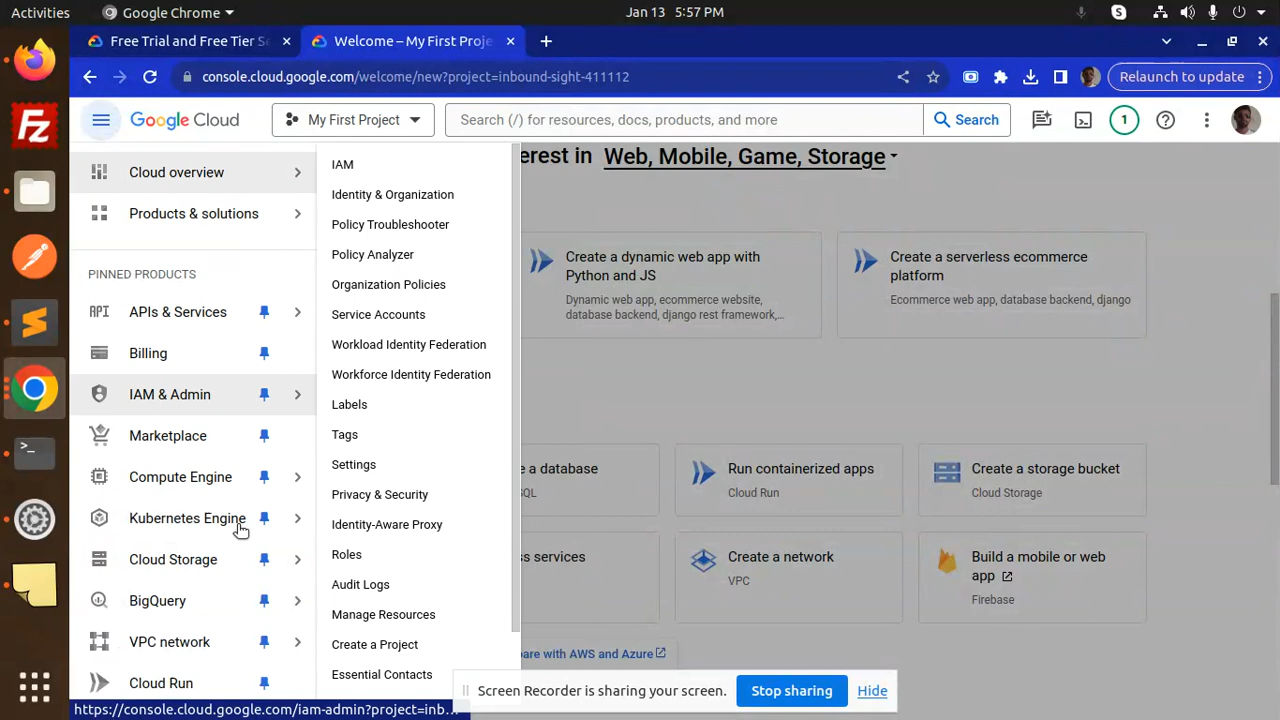 Activities
Google Chrome
Jan 13 5:57 PM
Free Trial and Free Tier Se
Welcome – My First Proje
console.cloud.google.com/welcome/new?project=inbound-sight-411112
Relaunch to update
Google Cloud
My First Project
Search (/) for resources, docs, products, and more
Search
1
Cloud overview
Products & solutions
PINNED PRODUCTS
API APIs & Services
Billing
IAM & Admin
Marketplace
Compute Engine
Kubernetes Engine
Cloud Storage
BigQuery
VPC network
Cloud Run
IAM
Identity & Organization
Policy Troubleshooter
Policy Analyzer
Organization Policies
Service Accounts
Workload Identity Federation
Workforce Identity Federation
Labels
Tags
Settings
Privacy & Security
Identity-Aware Proxy
Roles
Audit Logs
Manage Resources
Create a Project
Essential Contacts
erest in Web, Mobile, Game, Storage
Create a dynamic web app with
Python and JS
Dynamic web app, ecommerce website,
database backend, django rest framework,...
Create a serverless ecommerce
platform
Ecommerce web app, database backend, django
e a database
SQL
Run containerized apps
Cloud Run
Create a storage bucket
Cloud Storage
ss services
Create a network
VPC
Build a mobile or web
app
Firebase
pare with AWS and Azure
Screen Recorder is sharing your screen.
Stop sharing
Hide
https://console.cloud.google.com/iam-admin?project=inb...